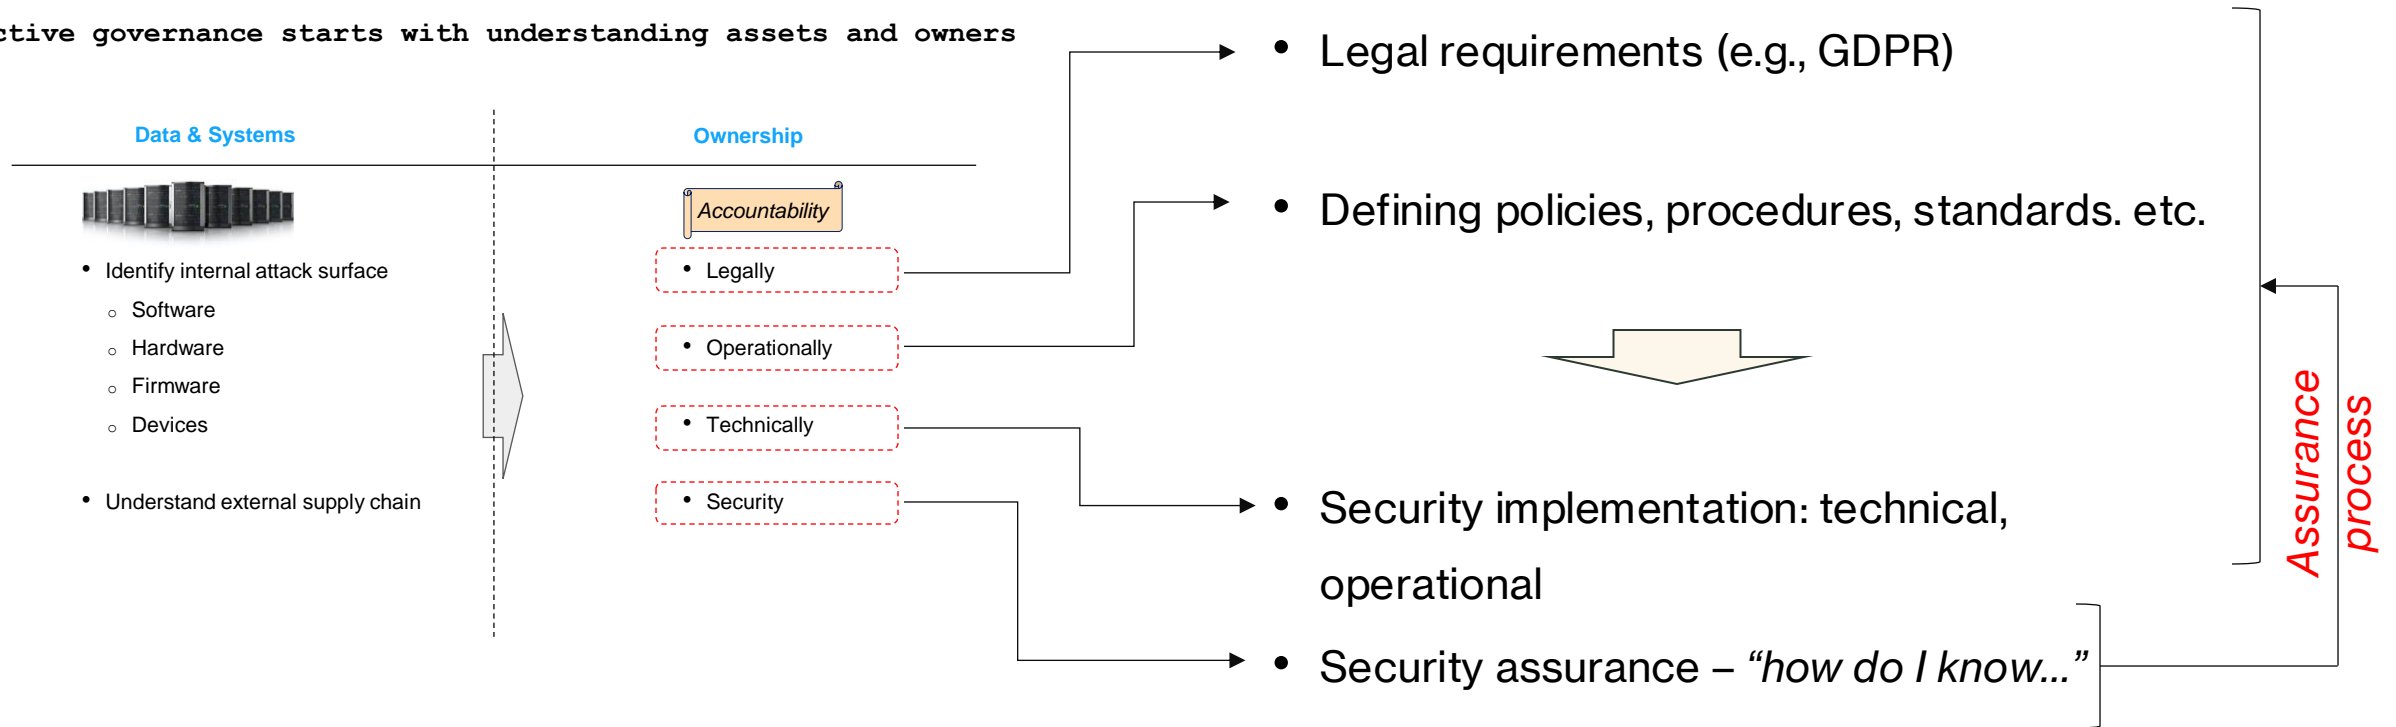 ctive governance starts with understanding assets and owners
Data & Systems
• Identify internal attack surface
o Software
o Hardware
o Firmware
o Devices
• Understand external supply chain
Ownership
Accountability
• Legally
• Operationally
• Technically
• Security
• Legal requirements (e.g., GDPR)
• Defining policies, procedures, standards. etc.
• Security implementation: technical,
operational
• Security assurance – “how do I know...”
Assurance
process